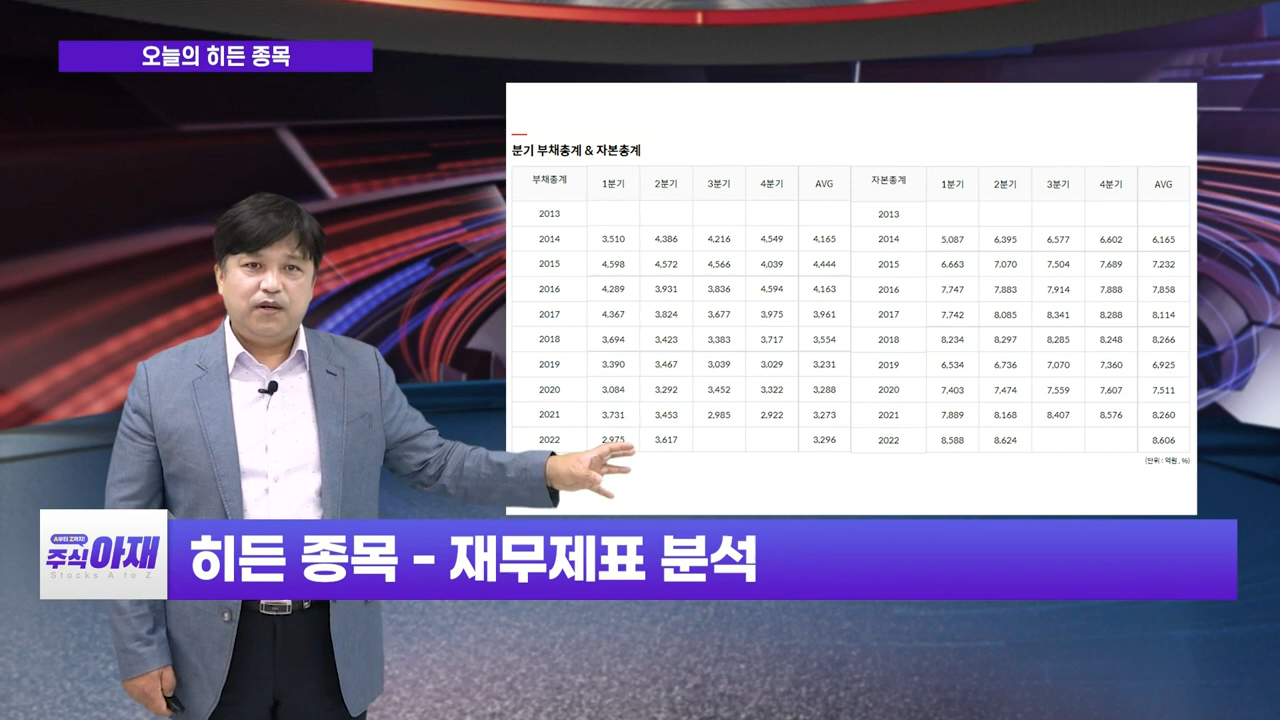 오늘의 히든 종목
분기 부채총계 & 자본총계
부채총계 1분기 2분기 3분기 4분기 AVG 자본총계 1분기 2분기 3분기 4분기 AVG
2013 2013
2014 3,510 4,386 4,216 4,549 4,165 2014 5,087 6,395 6,577 6,602 6,165
2015 4,598 4,572 4,566 4,039 4,444 2015 6,663 7,070 7,504 7,689 7,232
2016 4,289 3,931 3,836 4,594 4,163 2016 7,747 7,883 7,914 7,888 7,858
2017 4,367 3,824 3,677 3,975 3,961 2017 7,742 8,085 8,341 8,288 8,114
2018 3,694 3,423 3,383 3,717 3,554 2018 8,234 8,297 8,285 8,248 8,266
2019 3,390 3,467 3,039 3,029 3,231 2019 6,534 6,736 7,070 7,360 6,925
2020 3,084 3,292 3,452 3,322 3,288 2020 7,403 7,474 7,559 7,607 7,511
2021 3,731 3,453 2,985 2,922 3,273 2021 7,889 8,168 8,407 8,576 8,260
2022 2,975 3,617 3,296 2022 8,588 8,624 8,606
(단위 : 억원 , %)
A부터 Z까지!
주식아재
Stocks A to Z
히든 종목 - 재무제표 분석